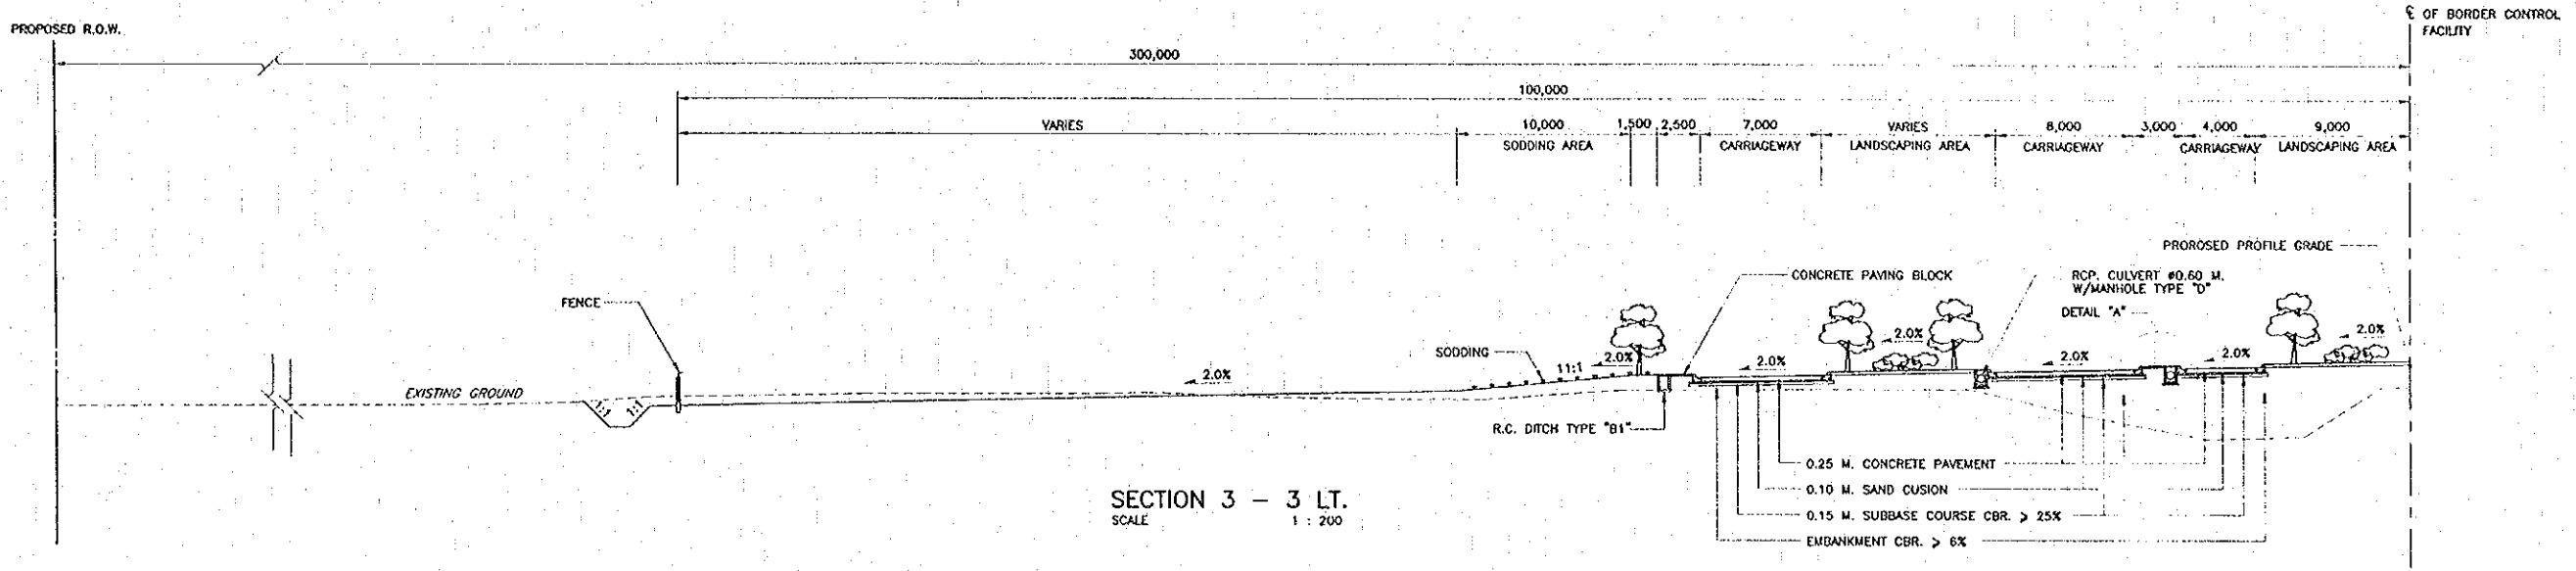 PROPOSED R.O.W.
℄ OF BORDER CONTROL
FACILITY
300,000
100,000
VARIES
10,000
1,500
2,500
7,000
VARIES
8,000
3,000
4,000
9,000
SODDING AREA
CARRIAGEWAY
LANDSCAPING AREA
CARRIAGEWAY
CARRIAGEWAY
LANDSCAPING AREA
PROROSED PROFILE GRADE
CONCRETE PAVING BLOCK
RCP. CULVERT ø0.60 M.
W/MANHOLE TYPE "D"
DETAIL "A"
FENCE
SODDING
11:1
2.0%
2.0%
2.0%
2.0%
2.0%
2.0%
2.0%
EXISTING GROUND
1:1
1:1
R.C. DITCH TYPE "B1"
0.25 M. CONCRETE PAVEMENT
0.10 M. SAND CUSION
0.15 M. SUBBASE COURSE CBR. > 25%
EMBANKMENT CBR. > 6%
SECTION 3 - 3 LT.
SCALE 1 : 200